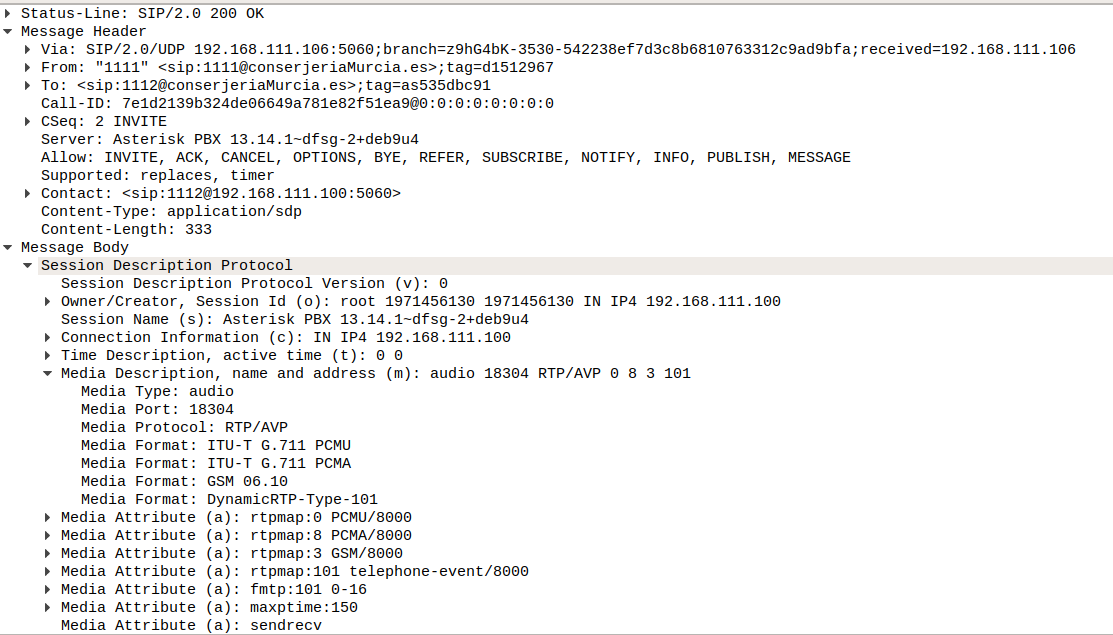 Status-Line: SIP/2.0 200 OK
Message Header
Via: SIP/2.0/UDP 192.168.111.106:5060;branch=z9hG4bK-3530-542238ef7d3c8b6810763312c9ad9bfa;received=192.168.111.106
From: "1111" <sip:1111@conserjeriaMurcia.es>;tag=d1512967
To: <sip:1112@conserjeriaMurcia.es>;tag=as535dbc91
Call-ID: 7e1d2139b324de06649a781e82f51ea9@0:0:0:0:0:0:0:0
CSeq: 2 INVITE
Server: Asterisk PBX 13.14.1~dfsg-2+deb9u4
Allow: INVITE, ACK, CANCEL, OPTIONS, BYE, REFER, SUBSCRIBE, NOTIFY, INFO, PUBLISH, MESSAGE
Supported: replaces, timer
Contact: <sip:1112@192.168.111.100:5060>
Content-Type: application/sdp
Content-Length: 333
Message Body
Session Description Protocol
Session Description Protocol Version (v): 0
Owner/Creator, Session Id (o): root 1971456130 1971456130 IN IP4 192.168.111.100
Session Name (s): Asterisk PBX 13.14.1~dfsg-2+deb9u4
Connection Information (c): IN IP4 192.168.111.100
Time Description, active time (t): 0 0
Media Description, name and address (m): audio 18304 RTP/AVP 0 8 3 101
Media Type: audio
Media Port: 18304
Media Protocol: RTP/AVP
Media Format: ITU-T G.711 PCMU
Media Format: ITU-T G.711 PCMA
Media Format: GSM 06.10
Media Format: DynamicRTP-Type-101
Media Attribute (a): rtpmap:0 PCMU/8000
Media Attribute (a): rtpmap:8 PCMA/8000
Media Attribute (a): rtpmap:3 GSM/8000
Media Attribute (a): rtpmap:101 telephone-event/8000
Media Attribute (a): fmtp:101 0-16
Media Attribute (a): maxptime:150
Media Attribute (a): sendrecv